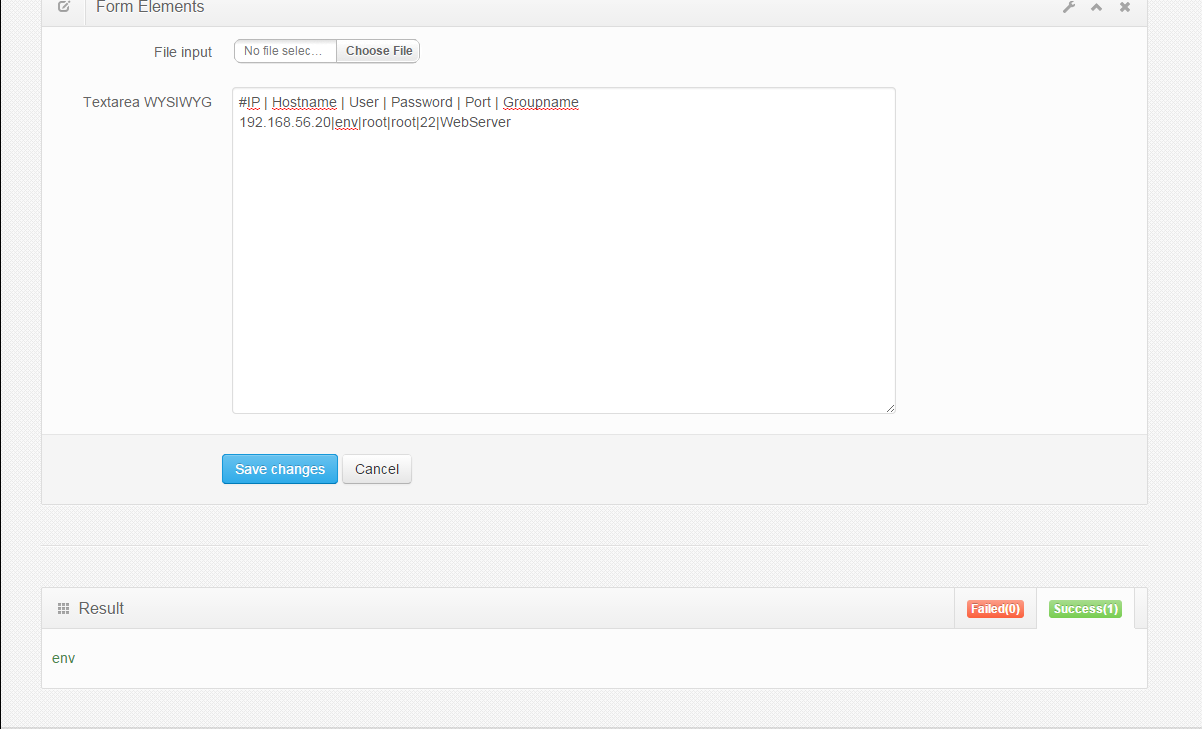 Form Elements
File input No file selec... Choose File
Textarea WYSIWYG
#IP | Hostname | User | Password | Port | Groupname
192.168.56.20|env|root|root|22|WebServer
Save changes Cancel
Result Failed(0) Success(1)
env